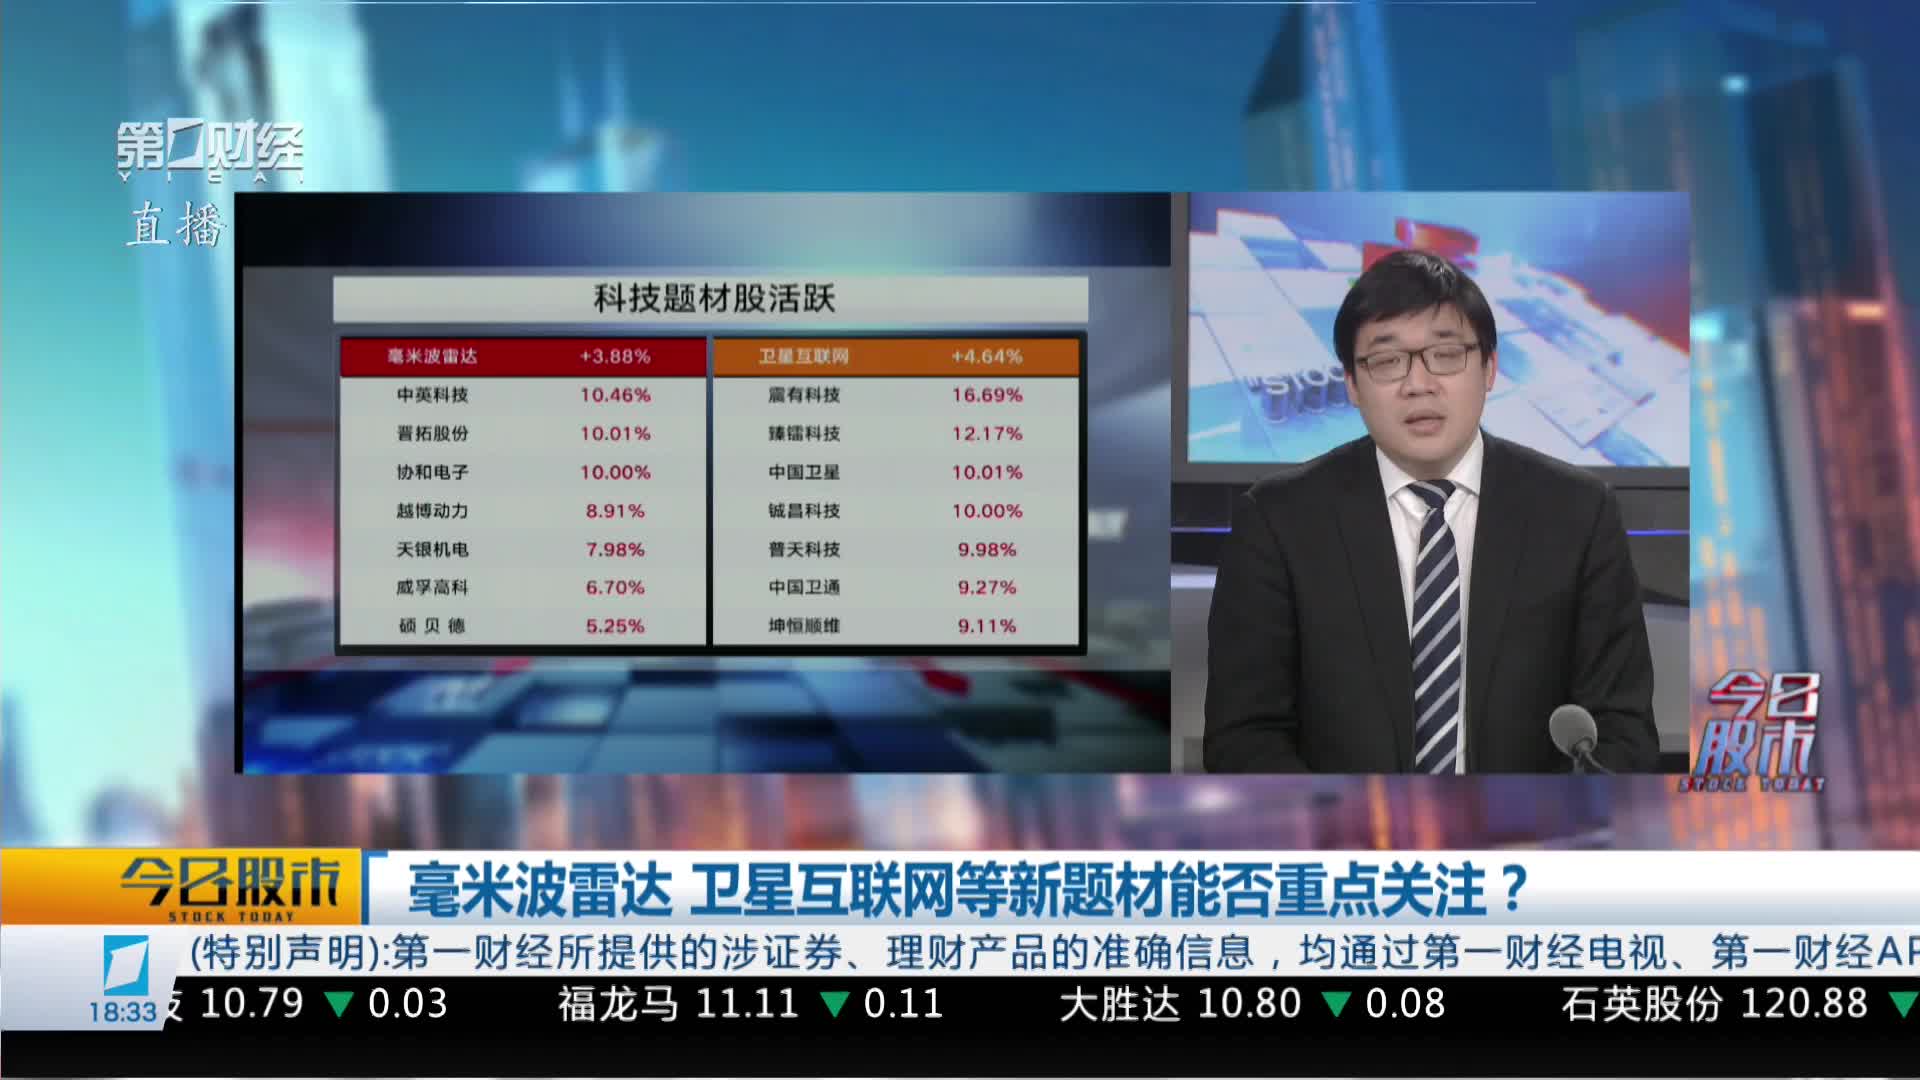 第一财经
YICAI
直播
科技题材股活跃
毫米波雷达 +3.88% 卫星互联网 +4.64%
中英科技 10.46% 震有科技 16.69%
晋拓股份 10.01% 臻镭科技 12.17%
协和电子 10.00% 中国卫星 10.01%
越博动力 8.91% 铖昌科技 10.00%
天银机电 7.98% 普天科技 9.98%
威孚高科 6.70% 中国卫通 9.27%
硕贝德 5.25% 坤恒顺维 9.11%
今日
股市
STOCK TODAY
今日股市
STOCK TODAY
毫米波雷达 卫星互联网等新题材能否重点关注？
(特别声明):第一财经所提供的涉证券、理财产品的准确信息，均通过第一财经电视、第一财经AP
18:33
10.79 ▼ 0.03 福龙马 11.11 ▼ 0.11 大胜达 10.80 ▼ 0.08 石英股份 120.88 ▼